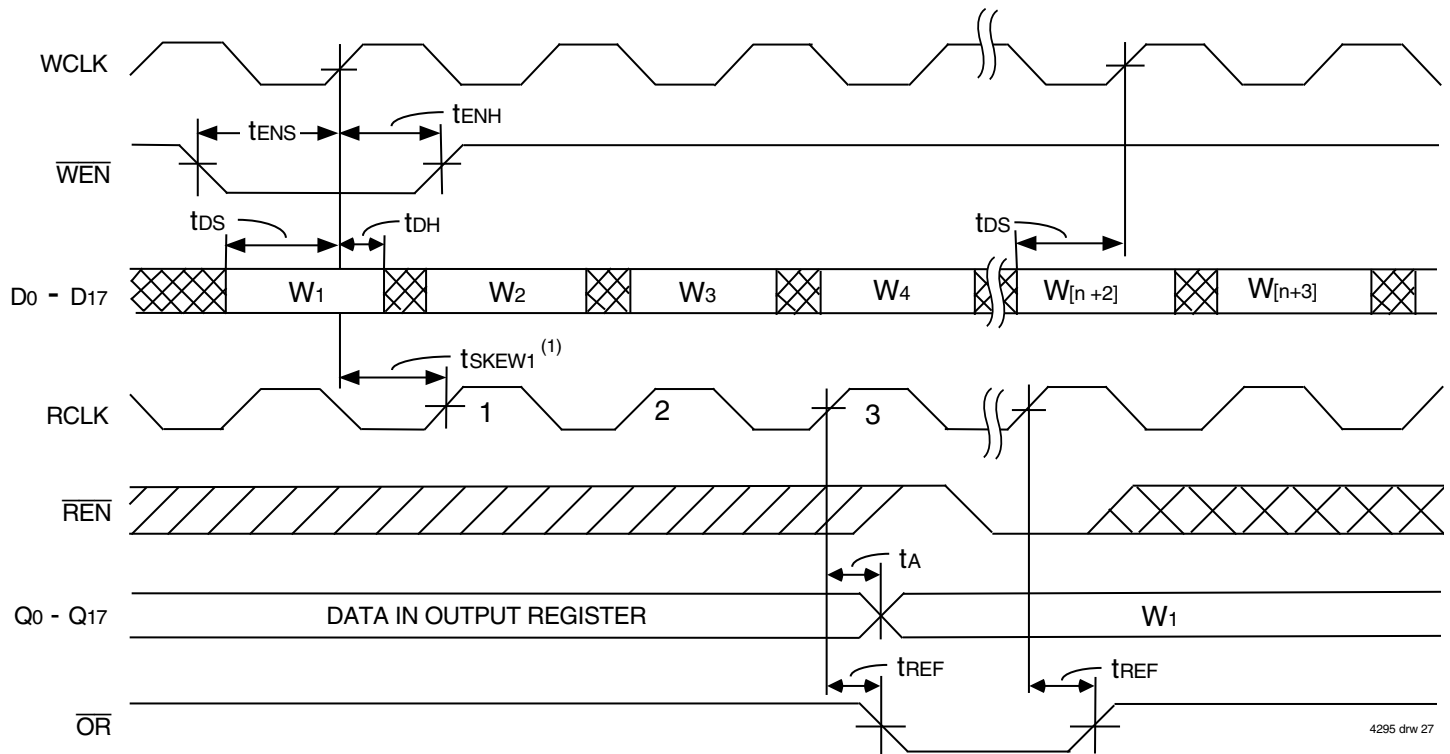 WCLK
tENS
tENH
WEN
tDS
tDH
tDS
D0 - D17
W1
W2
W3
W4
W[n +2]
W[n+3]
tSKEW1 (1)
RCLK
1
2
3
REN
tA
Q0 - Q17
DATA IN OUTPUT REGISTER
W1
tREF
tREF
OR
4295 drw 27